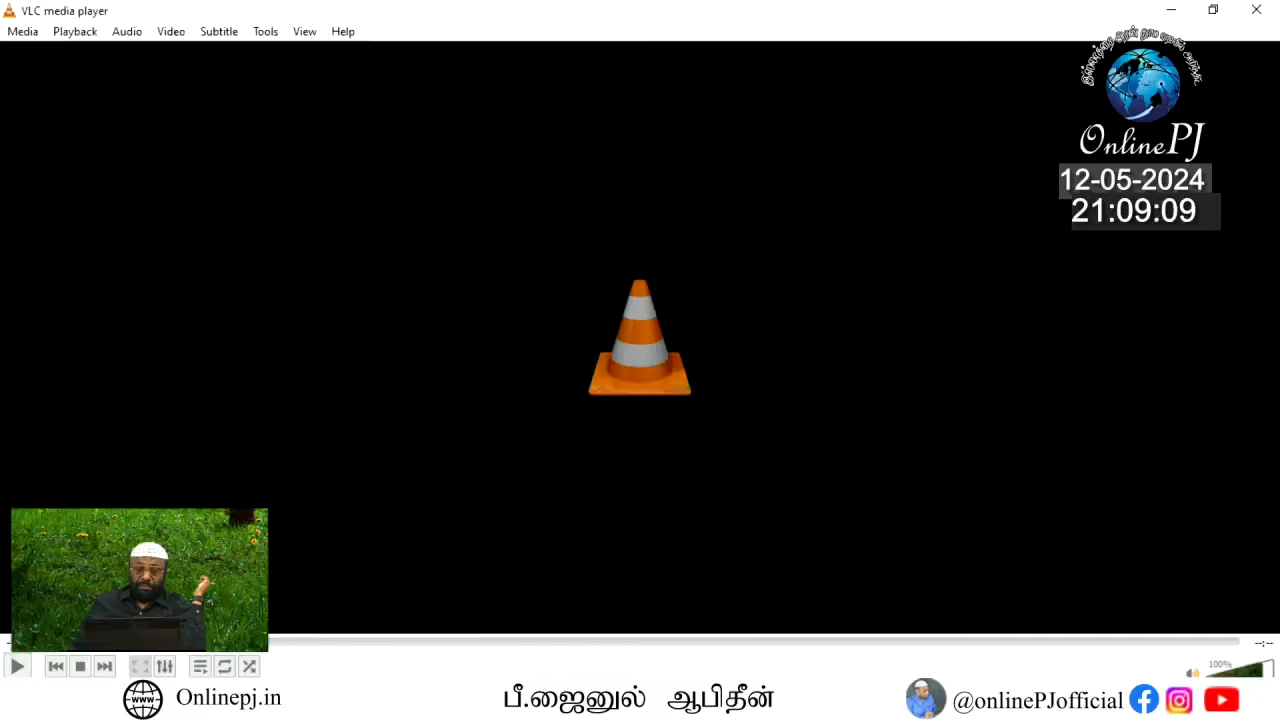 VLC media player
Media Playback Audio Video Subtitle Tools View Help
OnlinePJ
12-05-2024
21:09:09
--:--
100%
WWW
Onlinepj.in
பீ.ஜைனுல் ஆபிதீன்
@onlinePJofficial